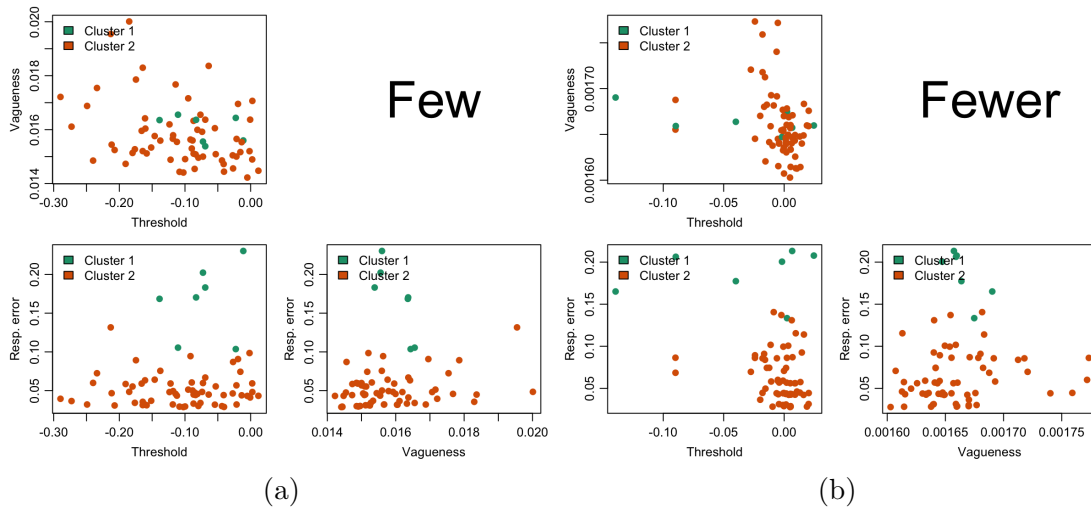 Vagueness
0.014 0.016 0.018 0.020
Cluster 1
Cluster 2
-0.30 -0.20 -0.10 0.00
Threshold
Few
Vagueness
0.00160 0.00170
Cluster 1
Cluster 2
-0.10 -0.05 0.00
Threshold
Fewer
Resp. error
0.05 0.10 0.15 0.20
Cluster 1
Cluster 2
-0.30 -0.20 -0.10 0.00
Threshold
Resp. error
0.05 0.10 0.15 0.20
Cluster 1
Cluster 2
0.014 0.016 0.018 0.020
Vagueness
Resp. error
0.05 0.10 0.15 0.20
Cluster 1
Cluster 2
-0.10 -0.05 0.00
Threshold
Resp. error
0.05 0.10 0.15 0.20
Cluster 1
Cluster 2
0.00160 0.00165 0.00170 0.00175
Vagueness
(a)
(b)